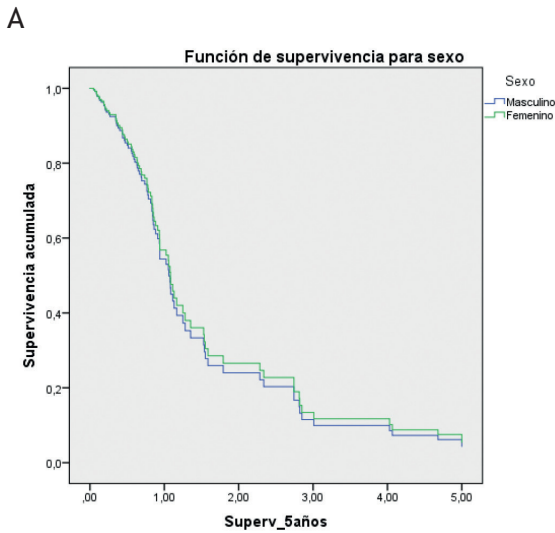 A
Función de supervivencia para sexo
Sexo
Masculino
Femenino
Supervivencia acumulada
1,0
0,8
0,6
0,4
0,2
0,0
,00 1,00 2,00 3,00 4,00 5,00
Superv_5años